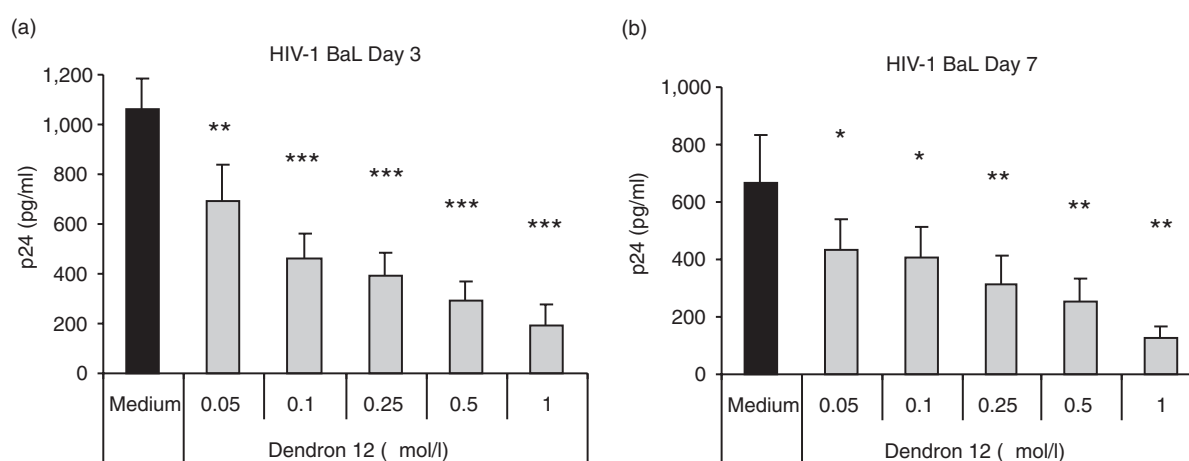 (a)
HIV-1 BaL Day 3
p24 (pg/ml)
1,200
1,000
800
600
400
200
0
**
***
***
***
***
Medium 0.05 0.1 0.25 0.5 1
Dendron 12 ( mol/l)
(b)
HIV-1 BaL Day 7
p24 (pg/ml)
1,000
800
600
400
200
0
*
*
**
**
**
Medium 0.05 0.1 0.25 0.5 1
Dendron 12 ( mol/l)